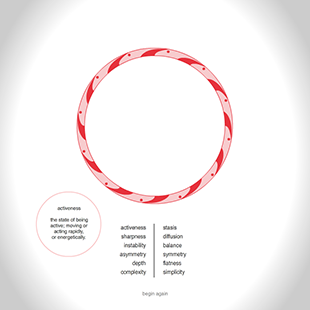 activeness
the state of being
active; moving or
acting rapidly,
or energetically.
activeness | stasis
sharpness | diffusion
instability | balance
asymmetry | symmetry
depth | flatness
complexity | simplicity
begin again